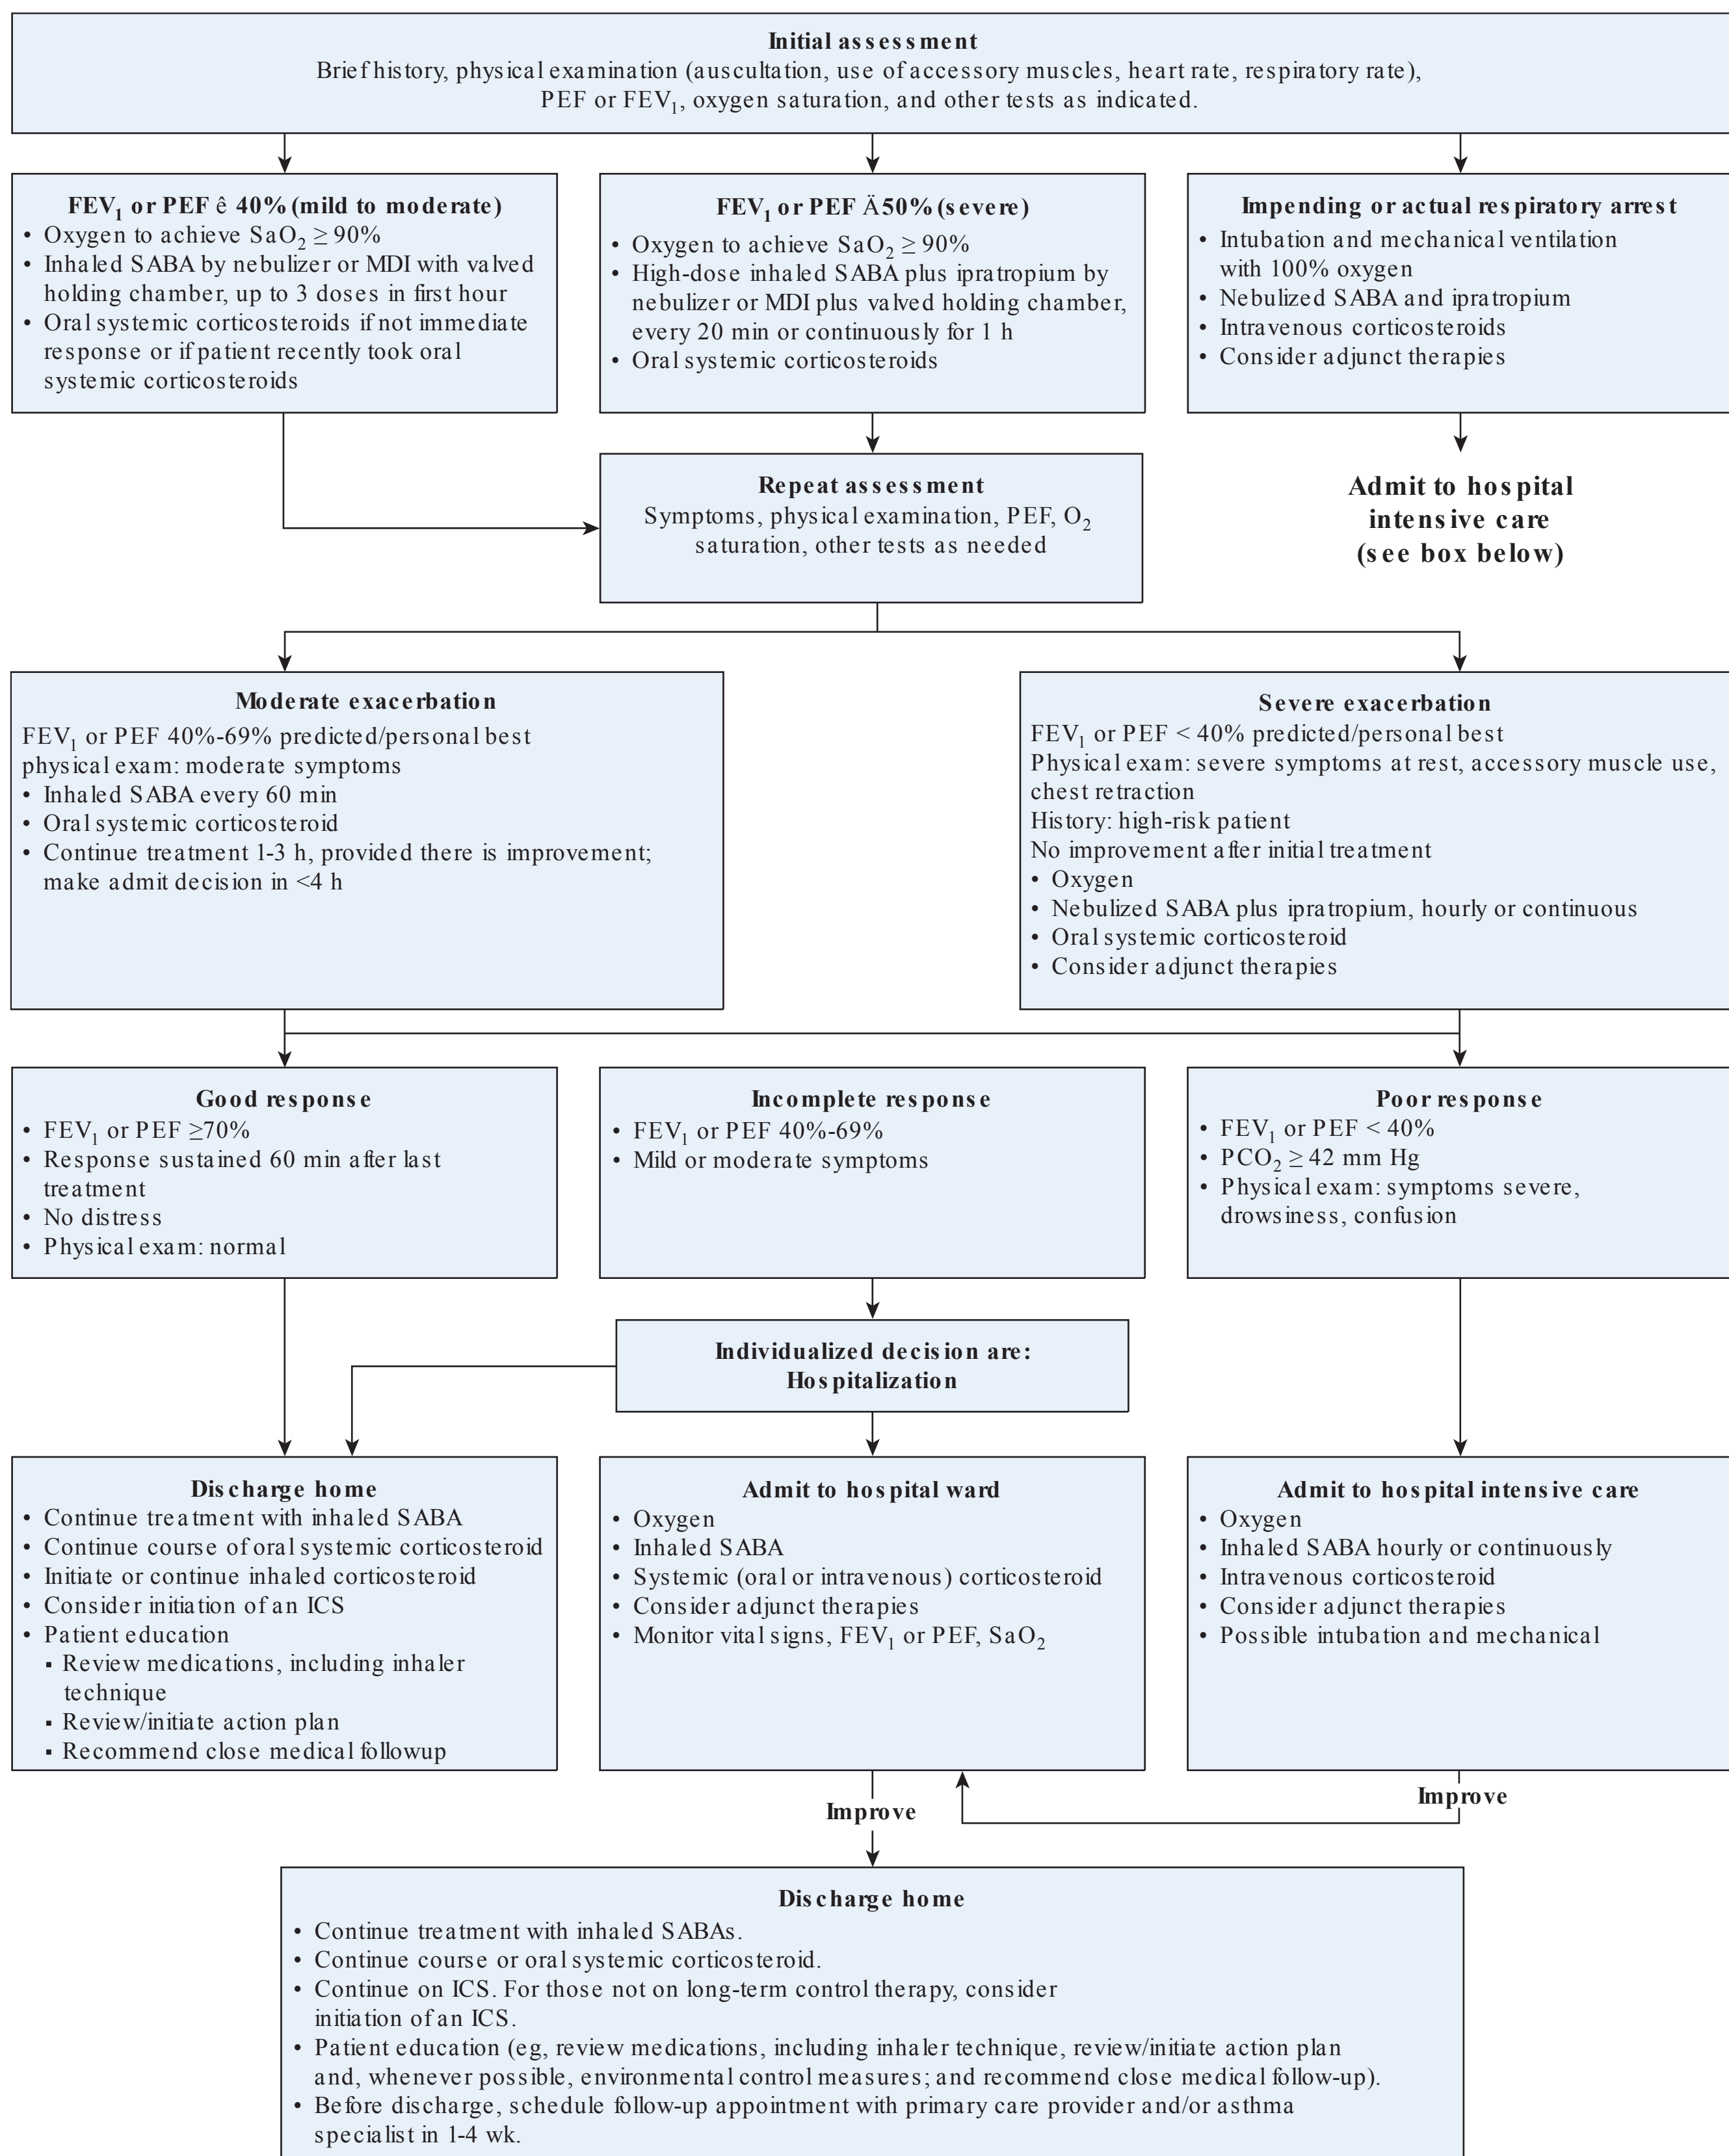 Initial assessment
Brief history, physical examination (auscultation, use of accessory muscles, heart rate, respiratory rate),
PEF or FEV₁, oxygen saturation, and other tests as indicated.
FEV₁ or PEF ê 40% (mild to moderate)
• Oxygen to achieve SaO₂ ≥ 90%
• Inhaled SABA by nebulizer or MDI with valved
holding chamber, up to 3 doses in first hour
• Oral systemic corticosteroids if not immediate
response or if patient recently took oral
systemic corticosteroids
FEV₁ or PEF Ä50% (severe)
• Oxygen to achieve SaO₂ ≥ 90%
• High-dose inhaled SABA plus ipratropium by
nebulizer or MDI plus valved holding chamber,
every 20 min or continuously for 1 h
• Oral systemic corticosteroids
Impending or actual respiratory arrest
• Intubation and mechanical ventilation
with 100% oxygen
• Nebulized SABA and ipratropium
• Intravenous corticosteroids
• Consider adjunct therapies
Repeat assessment
Symptoms, physical examination, PEF, O₂
saturation, other tests as needed
Admit to hospital
intensive care
(see box below)
Moderate exacerbation
FEV₁ or PEF 40%-69% predicted/personal best
physical exam: moderate symptoms
• Inhaled SABA every 60 min
• Oral systemic corticosteroid
• Continue treatment 1-3 h, provided there is improvement;
make admit decision in <4 h
Severe exacerbation
FEV₁ or PEF < 40% predicted/personal best
Physical exam: severe symptoms at rest, accessory muscle use,
chest retraction
History: high-risk patient
No improvement after initial treatment
• Oxygen
• Nebulized SABA plus ipratropium, hourly or continuous
• Oral systemic corticosteroid
• Consider adjunct therapies
Good response
• FEV₁ or PEF ≥70%
• Response sustained 60 min after last
treatment
• No distress
• Physical exam: normal
Incomplete response
• FEV₁ or PEF 40%-69%
• Mild or moderate symptoms
Poor response
• FEV₁ or PEF < 40%
• PCO₂ ≥ 42 mm Hg
• Physical exam: symptoms severe,
drowsiness, confusion
Individualized decision are:
Hospitalization
Discharge home
• Continue treatment with inhaled SABA
• Continue course of oral systemic corticosteroid
• Initiate or continue inhaled corticosteroid
• Consider initiation of an ICS
• Patient education
▪ Review medications, including inhaler
technique
▪ Review/initiate action plan
▪ Recommend close medical followup
Admit to hospital ward
• Oxygen
• Inhaled SABA
• Systemic (oral or intravenous) corticosteroid
• Consider adjunct therapies
• Monitor vital signs, FEV₁ or PEF, SaO₂
Admit to hospital intensive care
• Oxygen
• Inhaled SABA hourly or continuously
• Intravenous corticosteroid
• Consider adjunct therapies
• Possible intubation and mechanical
Improve
Improve
Discharge home
• Continue treatment with inhaled SABAs.
• Continue course or oral systemic corticosteroid.
• Continue on ICS. For those not on long-term control therapy, consider
initiation of an ICS.
• Patient education (eg, review medications, including inhaler technique, review/initiate action plan
and, whenever possible, environmental control measures; and recommend close medical follow-up).
• Before discharge, schedule follow-up appointment with primary care provider and/or asthma
specialist in 1-4 wk.